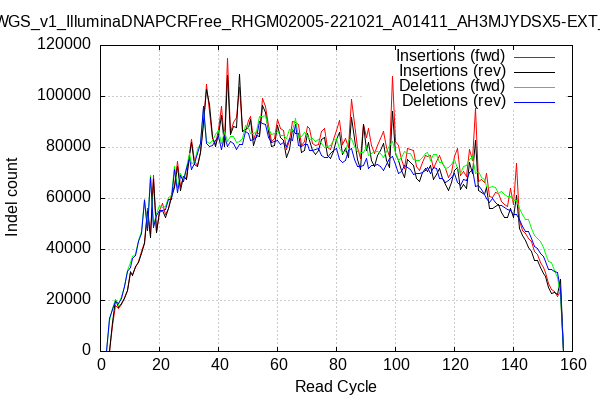 WGS_v1_IlluminaDNAPCRFree_RHGM02005-221021_A01411_AH3MJYDSX5-EXT_
Insertions (fwd)
Insertions (rev)
Deletions (fwd)
Deletions (rev)
120000
100000
80000
60000
40000
20000
0
Indel count
0 20 40 60 80 100 120 140 160
Read Cycle